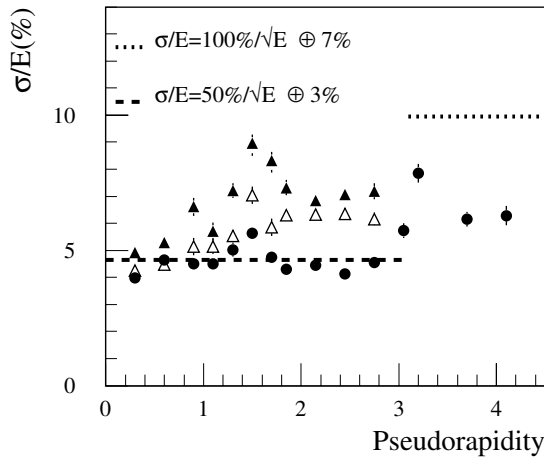 σ/E=100%/√E ⊕ 7%
σ/E=50%/√E ⊕ 3%
σ/E(%)
10
5
0
0 1 2 3 4
Pseudorapidity